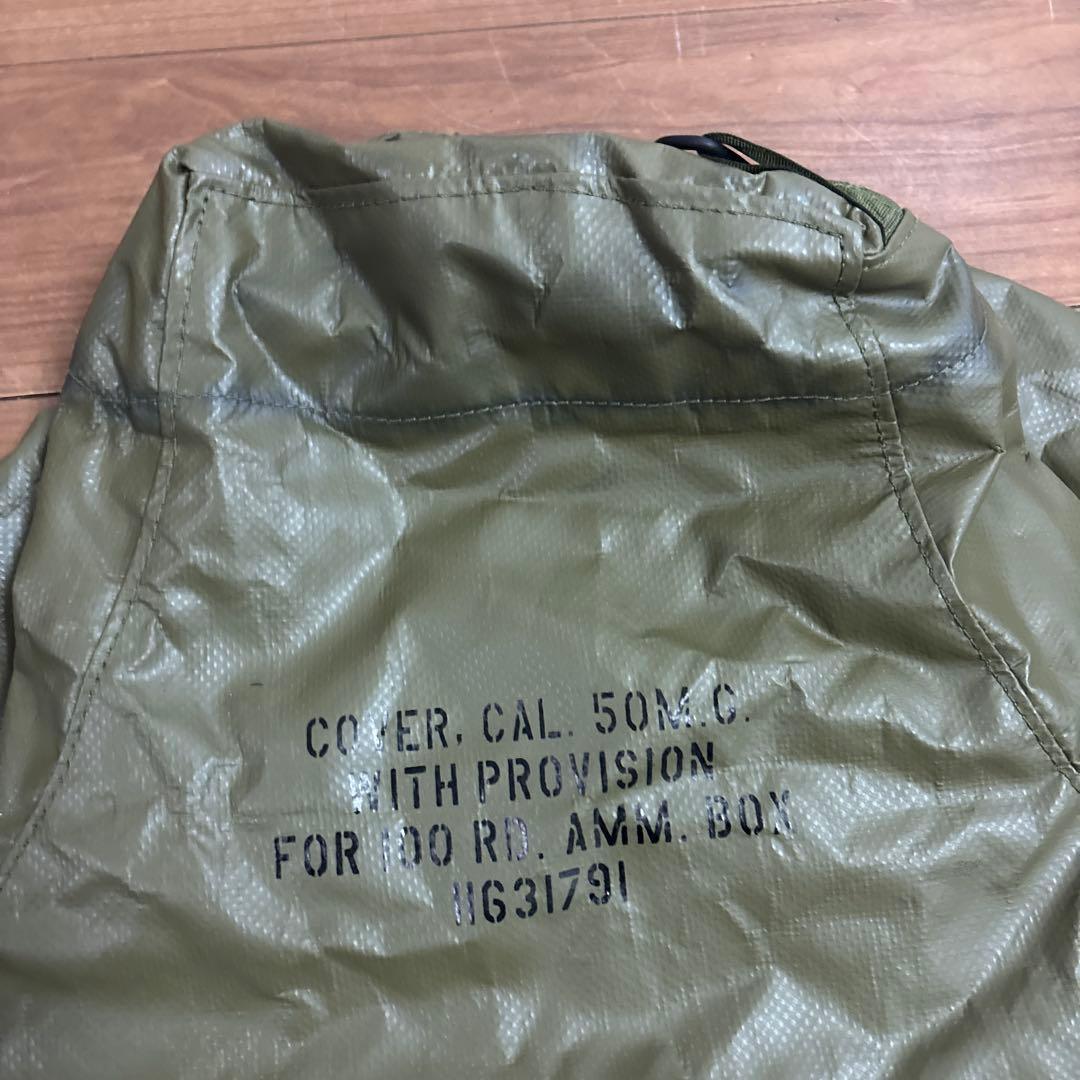 COVER, CAL. 50M.G.
WITH PROVISION
FOR 100 RD. AMM. BOX
11631791